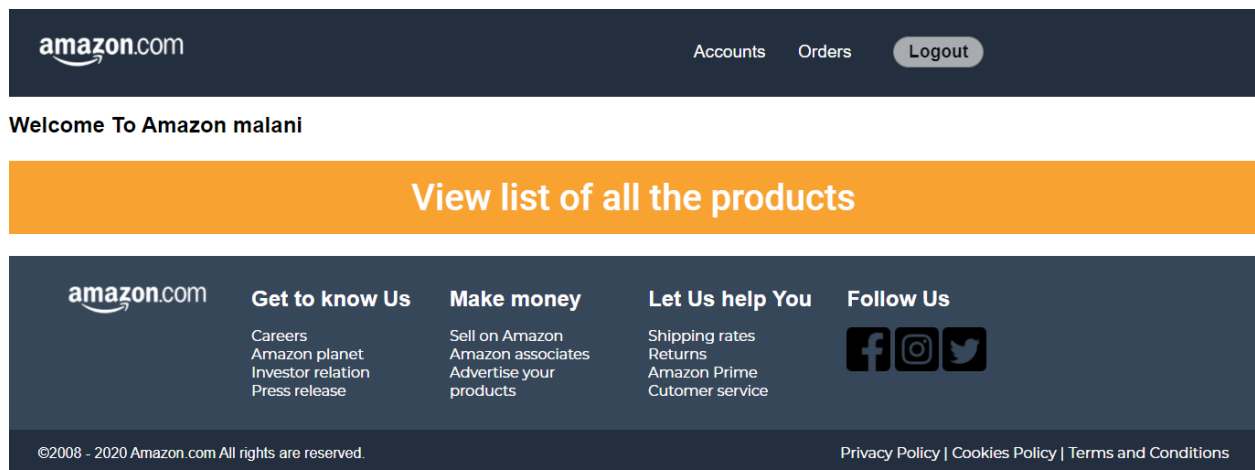 amazon.com
Accounts Orders Logout
Welcome To Amazon malani
View list of all the products
amazon.com
Get to know Us
Careers
Amazon planet
Investor relation
Press release
Make money
Sell on Amazon
Amazon associates
Advertise your
products
Let Us help You
Shipping rates
Returns
Amazon Prime
Cutomer service
Follow Us
©2008 - 2020 Amazon.com All rights are reserved.
Privacy Policy | Cookies Policy | Terms and Conditions